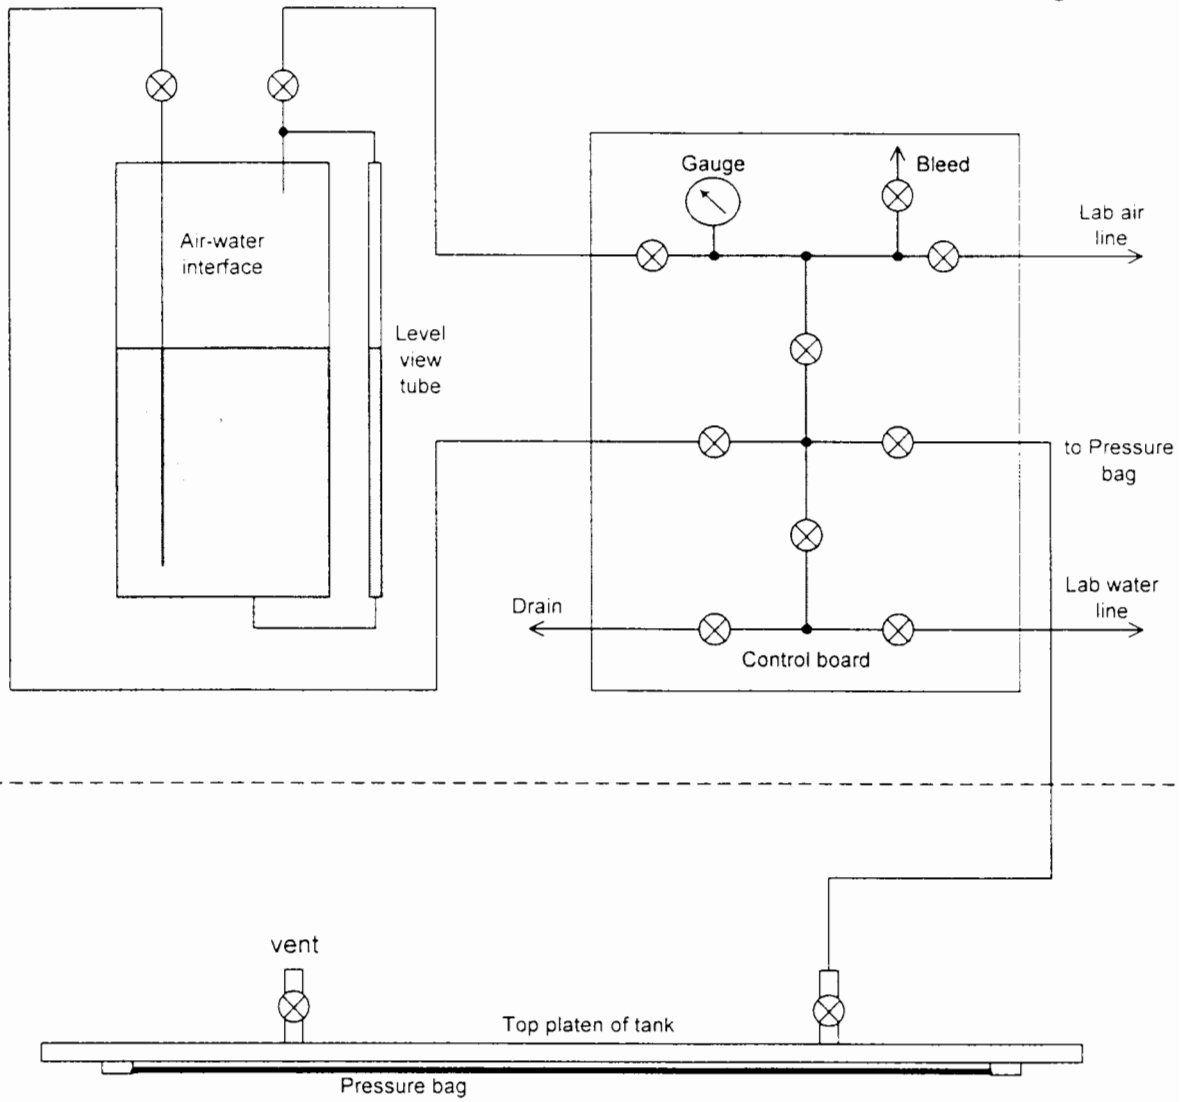 Gauge
Bleed
Lab air
line
Air-water
interface
Level
view
tube
to Pressure
bag
Drain
Lab water
line
Control board
vent
Top platen of tank
Pressure bag